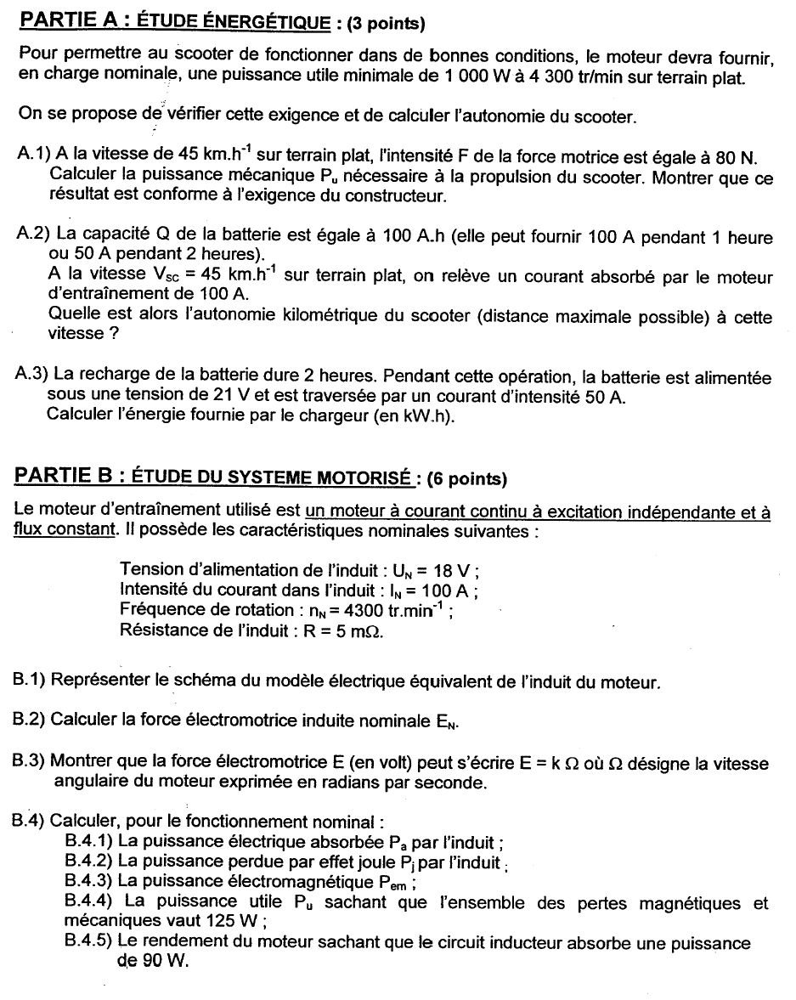 PARTIE A : ÉTUDE ÉNERGÉTIQUE : (3 points)
Pour permettre au scooter de fonctionner dans de bonnes conditions, le moteur devra fournir,
en charge nominale, une puissance utile minimale de 1 000 W à 4 300 tr/min sur terrain plat.
On se propose de vérifier cette exigence et de calculer l'autonomie du scooter.
A.1) A la vitesse de 45 km.h⁻¹ sur terrain plat, l'intensité F de la force motrice est égale à 80 N.
Calculer la puissance mécanique Pᵤ nécessaire à la propulsion du scooter. Montrer que ce
résultat est conforme à l'exigence du constructeur.
A.2) La capacité Q de la batterie est égale à 100 A.h (elle peut fournir 100 A pendant 1 heure
ou 50 A pendant 2 heures).
A la vitesse Vsc = 45 km.h⁻¹ sur terrain plat, on relève un courant absorbé par le moteur
d'entraînement de 100 A.
Quelle est alors l'autonomie kilométrique du scooter (distance maximale possible) à cette
vitesse ?
A.3) La recharge de la batterie dure 2 heures. Pendant cette opération, la batterie est alimentée
sous une tension de 21 V et est traversée par un courant d'intensité 50 A.
Calculer l'énergie fournie par le chargeur (en kW.h).
PARTIE B : ÉTUDE DU SYSTEME MOTORISÉ : (6 points)
Le moteur d'entraînement utilisé est un moteur à courant continu à excitation indépendante et à
flux constant. Il possède les caractéristiques nominales suivantes :
Tension d'alimentation de l'induit : UN = 18 V ;
Intensité du courant dans l'induit : IN = 100 A ;
Fréquence de rotation : nN = 4300 tr.min⁻¹ ;
Résistance de l'induit : R = 5 mΩ.
B.1) Représenter le schéma du modèle électrique équivalent de l'induit du moteur.
B.2) Calculer la force électromotrice induite nominale EN.
B.3) Montrer que la force électromotrice E (en volt) peut s'écrire E = k Ω où Ω désigne la vitesse
angulaire du moteur exprimée en radians par seconde.
B.4) Calculer, pour le fonctionnement nominal :
B.4.1) La puissance électrique absorbée Pa par l'induit ;
B.4.2) La puissance perdue par effet joule Pj par l'induit ;
B.4.3) La puissance électromagnétique Pem ;
B.4.4) La puissance utile Pᵤ sachant que l'ensemble des pertes magnétiques et
mécaniques vaut 125 W ;
B.4.5) Le rendement du moteur sachant que le circuit inducteur absorbe une puissance
de 90 W.